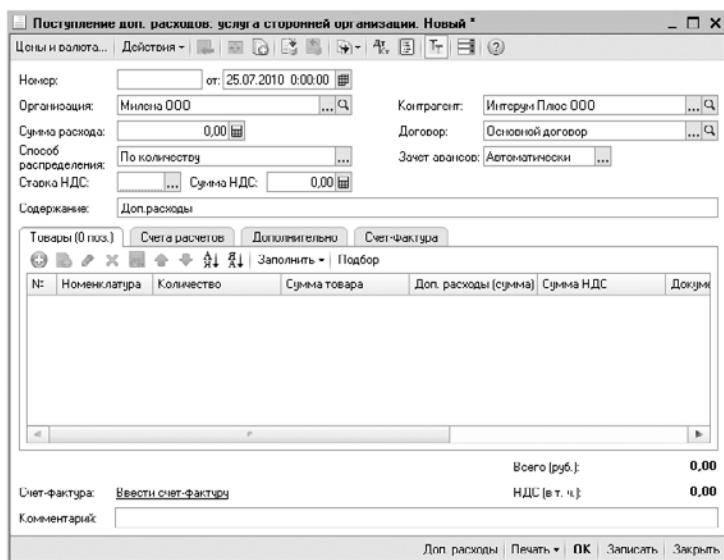 Поступление доп. расходов: услуга сторонней организации. Новый *
Цены и валюта... Действия
Номер: от: 25.07.2010 0:00:00
Организация: Милена ООО ... Контрагент: Интерум Плюс ООО ...
Сумма расхода: 0,00 Договор: Основной договор ...
Способ распределения: По количеству ... Зачет авансов: Автоматически ...
Ставка НДС: ... Сумма НДС: 0,00
Содержание: Доп.расходы
Товары (0 поз.) Счета расчетов Дополнительно Счет-фактура
Заполнить Подбор
N: Номенклатура Количество Сумма товара Доп. расходы (сумма) Сумма НДС Докуме
Всего (руб.): 0,00
Счет-фактура: Ввести счет-фактуру НДС (в т. ч.): 0,00
Комментарий:
Доп. расходы Печать OK Записать Закрыть